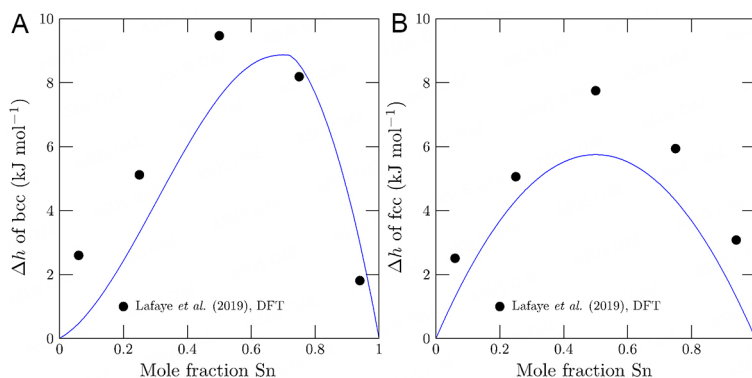 A
10
8
6
4
2
0
Δh of bcc (kJ mol⁻¹)
Lafaye et al. (2019), DFT
0 0.2 0.4 0.6 0.8 1
Mole fraction Sn
B
10
8
6
4
2
0
Δh of fcc (kJ mol⁻¹)
Lafaye et al. (2019), DFT
0 0.2 0.4 0.6 0.8
Mole fraction Sn